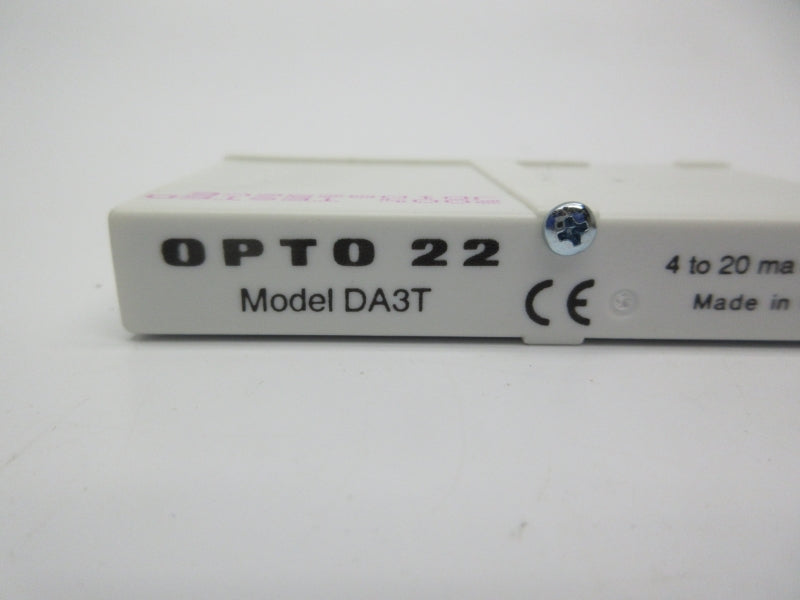 OPTO 22
Model DA3T
CE
4 to 20 ma
Made in